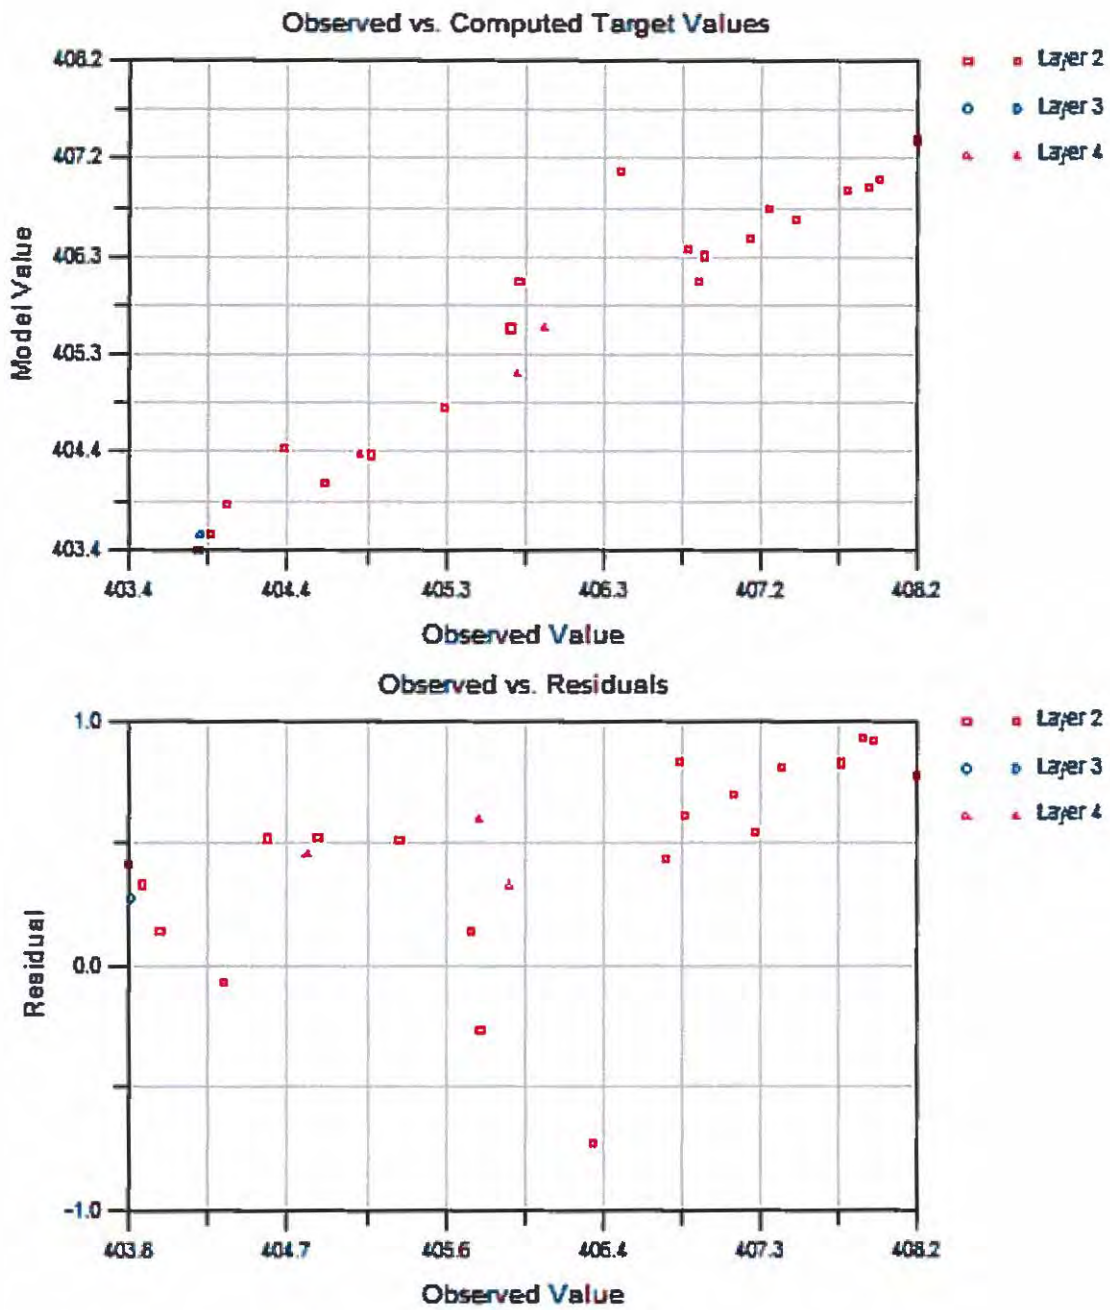 Observed vs. Computed Target Values
408.2
407.2
406.3
405.3
404.4
403.4
Model Value
403.4 404.4 405.3 406.3 407.2 408.2
Observed Value
Layer 2
Layer 3
Layer 4
Observed vs. Residuals
1.0
0.0
-1.0
Residual
403.8 404.7 405.6 406.4 407.3 408.2
Observed Value
Layer 2
Layer 3
Layer 4